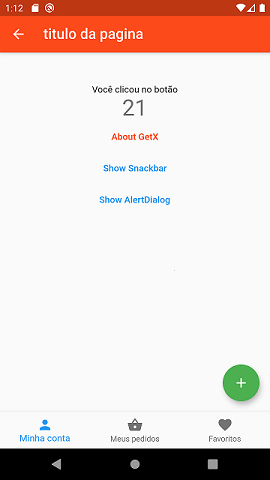 1:12
titulo da pagina
Você clicou no botão
21
About GetX
Show Snackbar
Show AlertDialog
Minha conta
Meus pedidos
Favoritos